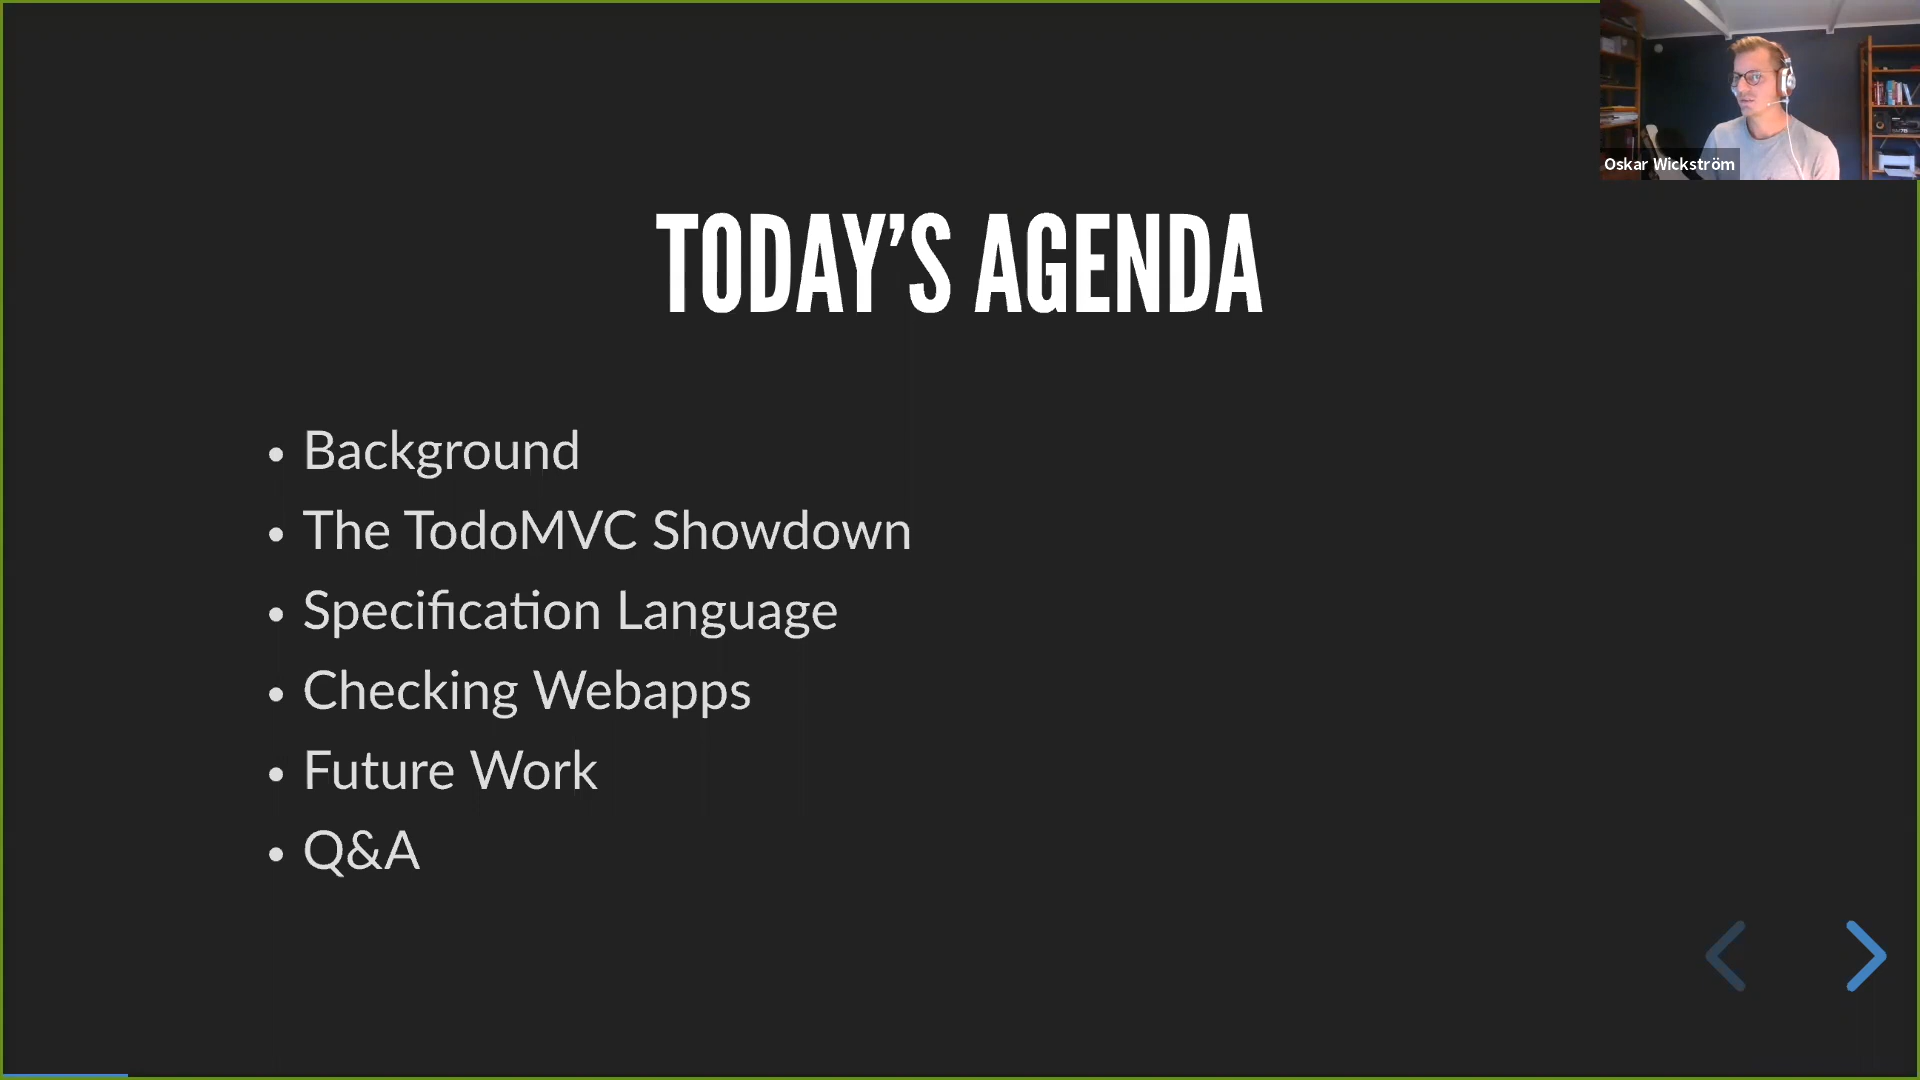 Oskar Wickström
TODAY’S AGENDA
• Background
• The TodoMVC Showdown
• Specification Language
• Checking Webapps
• Future Work
• Q&A